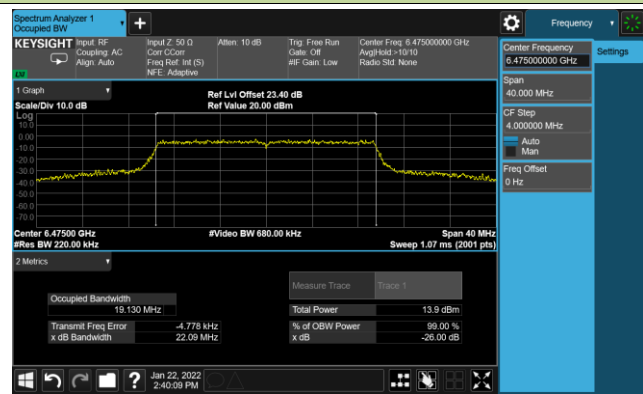 Spectrum Analyzer 1
Occupied BW
Frequency
KEYSIGHT
Input: RF
Coupling: AC
Align: Auto
Input Z: 50 Ω
Corr CCorr
Freq Ref: Int (S)
NFE: Adaptive
Atten: 10 dB
Trig: Free Run
Gate: Off
#IF Gain: Low
Center Freq: 6.475000000 GHz
Avg|Hold:>10/10
Radio Std: None
LU
Center Frequency
6.475000000 GHz
Settings
Span
40.000 MHz
CF Step
4.000000 MHz
Auto
Man
Freq Offset
0 Hz
1 Graph
Scale/Div 10.0 dB
Ref Lvl Offset 23.40 dB
Ref Value 20.00 dBm
Log
10.0
0.00
-10.0
-20.0
-30.0
-40.0
-50.0
-60.0
-70.0
Center 6.47500 GHz
#Res BW 220.00 kHz
#Video BW 680.00 kHz
Span 40 MHz
Sweep 1.07 ms (2001 pts)
2 Metrics
Measure Trace
Trace 1
Occupied Bandwidth
19.130 MHz
Total Power
13.9 dBm
Transmit Freq Error
-4.778 kHz
% of OBW Power
99.00 %
x dB Bandwidth
22.09 MHz
x dB
-26.00 dB
?
Jan 22, 2022
2:40:09 PM